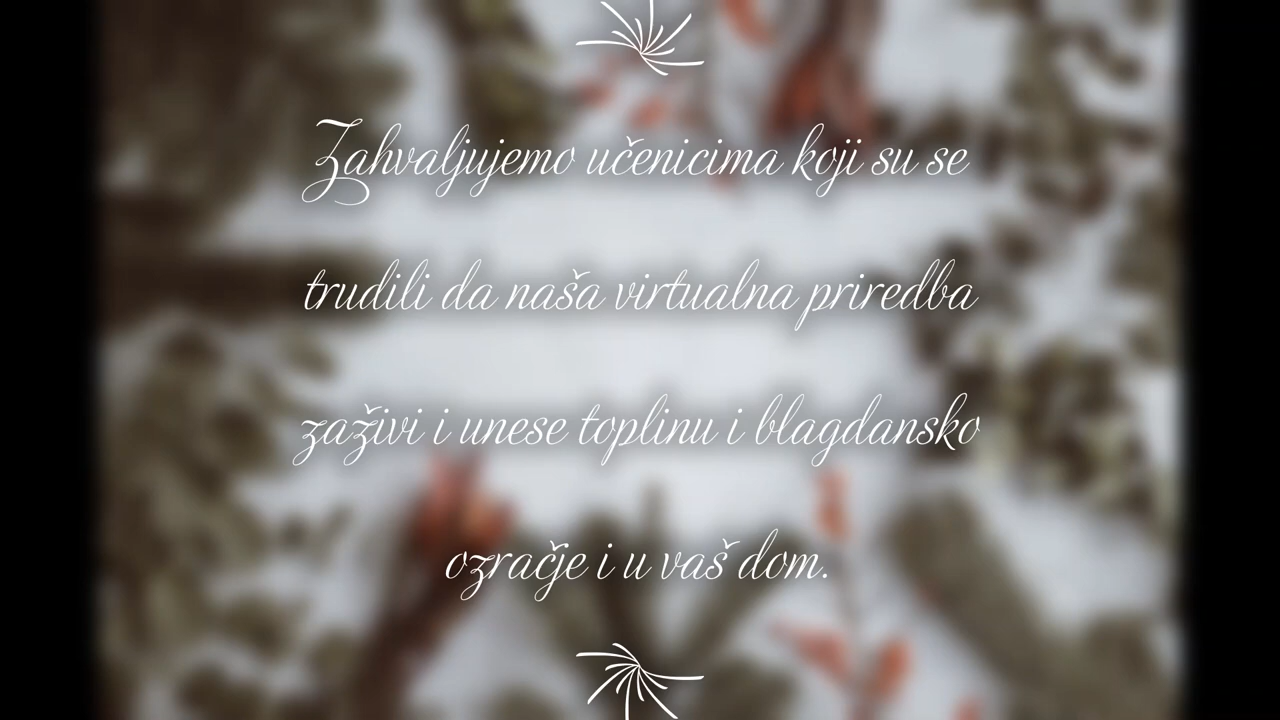 Zahvaljujemo učenicima koji su se
trudili da naša virtualna priredba
zaživi i unese toplinu i blagdansko
ozračje i u vaš dom.